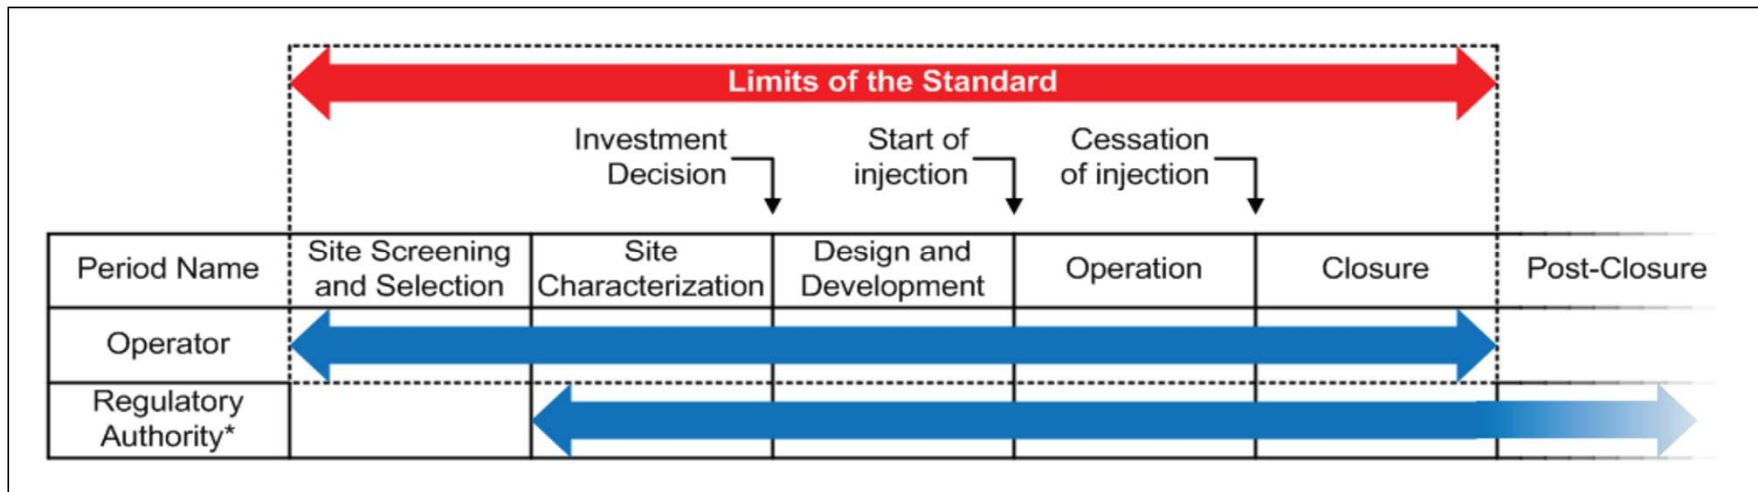 Limits of the Standard
Investment
Decision
Start of
injection
Cessation
of injection
Period Name
Site Screening
and Selection
Site
Characterization
Design and
Development
Operation
Closure
Post-Closure
Operator
Regulatory
Authority*